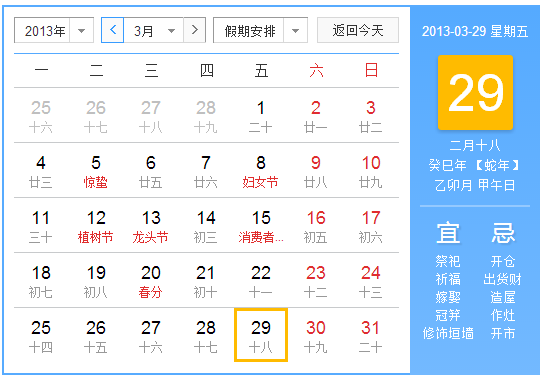 2013年 3月 假期安排 返回今天
一 二 三 四 五 六 日
25 26 27 28 1 2 3
十六 十七 十八 十九 二十 廿一 廿二
4 5 6 7 8 9 10
廿三 惊蛰 廿五 廿六 妇女节 廿八 廿九
11 12 13 14 15 16 17
三十 植树节 龙头节 初三 消费者... 初五 初六
18 19 20 21 22 23 24
初七 初八 春分 初十 十一 十二 十三
25 26 27 28 29 30 31
十四 十五 十六 十七 十八 十九 二十
2013-03-29 星期五
29
二月十八
癸巳年 【蛇年】
乙卯月 甲午日
宜 忌
祭祀 开仓
祈福 出货财
嫁娶 造屋
冠笄 作灶
修饰垣墙 开市